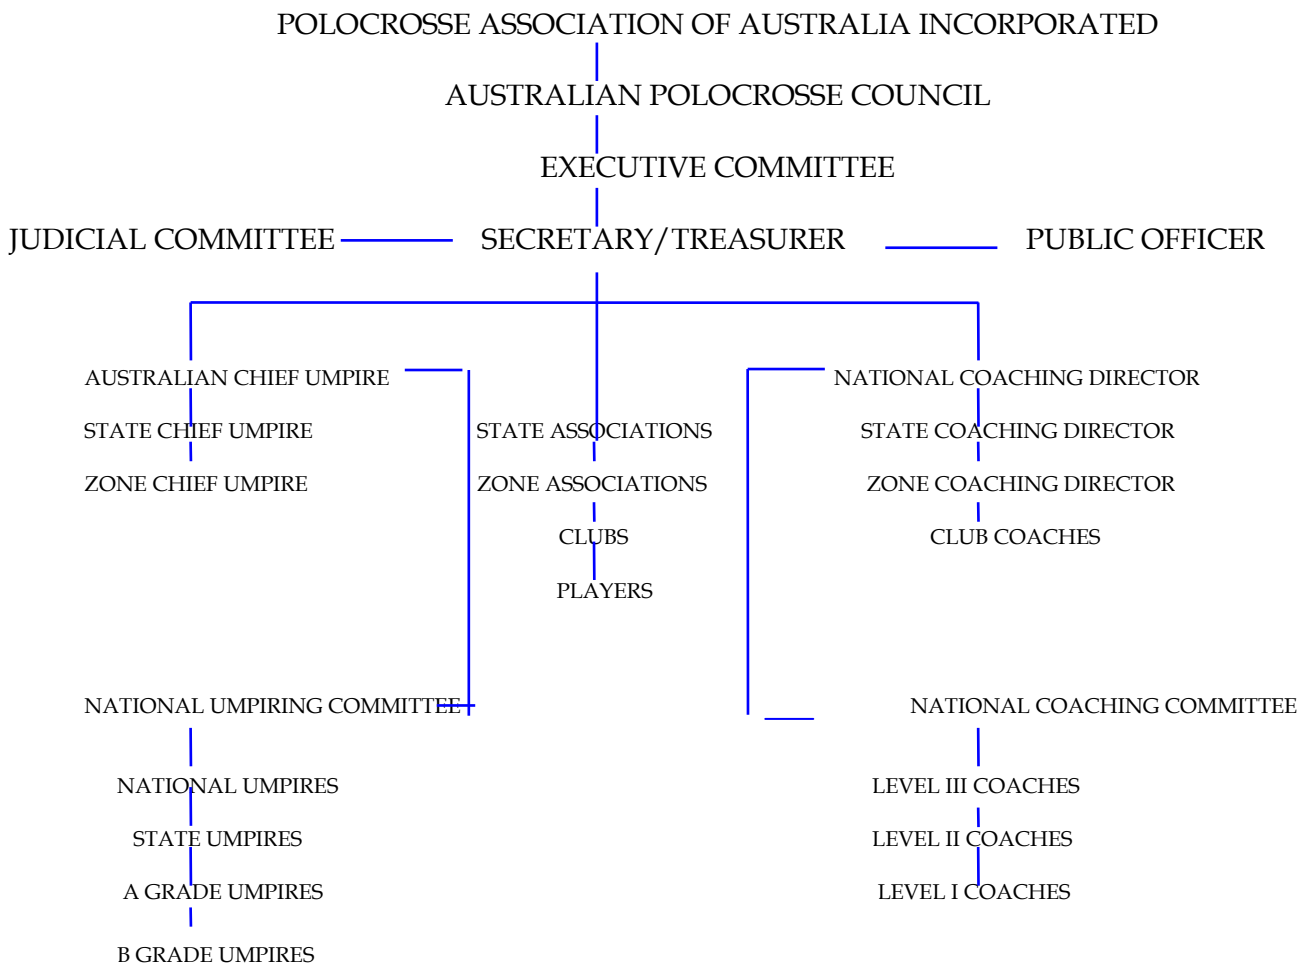 POLOCROSSE ASSOCIATION OF AUSTRALIA INCORPORATED
AUSTRALIAN POLOCROSSE COUNCIL
EXECUTIVE COMMITTEE
JUDICIAL COMMITTEE SECRETARY/TREASURER PUBLIC OFFICER
AUSTRALIAN CHIEF UMPIRE NATIONAL COACHING DIRECTOR
STATE CHIEF UMPIRE STATE ASSOCIATIONS STATE COACHING DIRECTOR
ZONE CHIEF UMPIRE ZONE ASSOCIATIONS ZONE COACHING DIRECTOR
CLUBS CLUB COACHES
PLAYERS
NATIONAL UMPIRING COMMITTEE NATIONAL COACHING COMMITTEE
NATIONAL UMPIRES LEVEL III COACHES
STATE UMPIRES LEVEL II COACHES
A GRADE UMPIRES LEVEL I COACHES
B GRADE UMPIRES